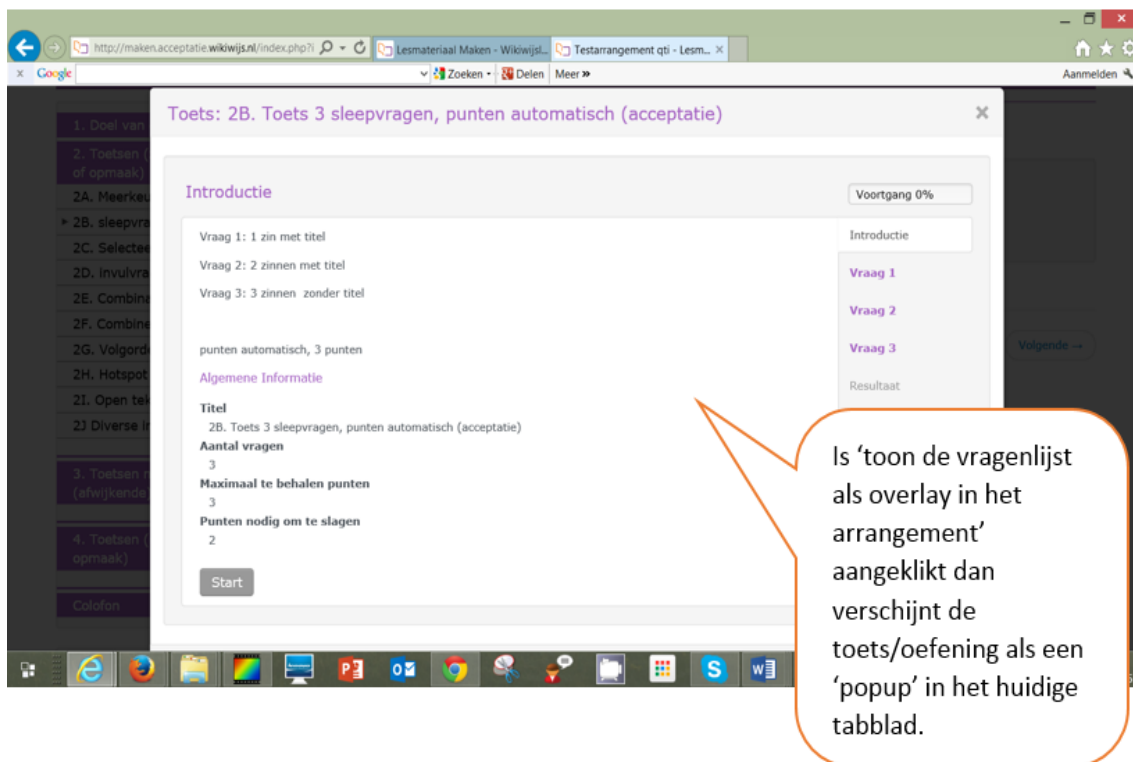 http://maken.acceptatie.wikiwijs.nl/index.php?i
Lesmateriaal Maken - Wikiwijsl...
Testarrangement qti - Lesm... ×
x Google
Zoeken
Delen
Meer »
Aanmelden
Toets: 2B. Toets 3 sleepvragen, punten automatisch (acceptatie)
×
1. Doel van
2. Toetsen (
of opmaak)
2A. Meerkeu
2B. sleepvra
2C. Selectee
2D. Invulvra
2E. Combina
2F. Combine
2G. Volgord
2H. Hotspot
2I. Open tek
2J Diverse i
3. Toetsen
(afwijkende
4. Toetsen (
opmaak)
Colofon
Introductie
Voortgang 0%
Vraag 1: 1 zin met titel
Vraag 2: 2 zinnen met titel
Vraag 3: 3 zinnen zonder titel
punten automatisch, 3 punten
Algemene Informatie
Titel
2B. Toets 3 sleepvragen, punten automatisch (acceptatie)
Aantal vragen
3
Maximaal te behalen punten
3
Punten nodig om te slagen
2
Start
Introductie
Vraag 1
Vraag 2
Vraag 3
Resultaat
Volgende →
Is ‘toon de vragenlijst
als overlay in het
arrangement’
aangeklikt dan
verschijnt de
toets/oefening als een
‘popup’ in het huidige
tabblad.